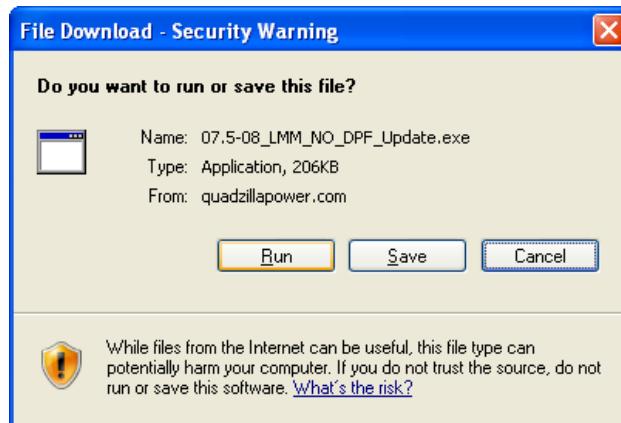 File Download - Security Warning
Do you want to run or save this file?
Name: 07.5-08_LMM_NO_DPF_Update.exe
Type: Application, 206KB
From: quadzillapower.com
Run Save Cancel
While files from the Internet can be useful, this file type can
potentially harm your computer. If you do not trust the source, do not
run or save this software. What's the risk?